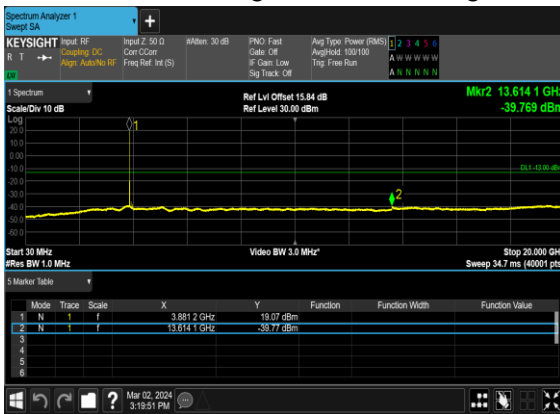 Spectrum Analyzer 1
Swept SA
KEYSIGHT Input: RF Input Z: 50 Ω #Atten: 30 dB PNO: Fast Avg Type: Power (RMS) 1 2 3 4 5 6
R T Coupling: DC Corr CCorr Gate: Off Avg|Hold: 100/100 A W W W W W
Align: Auto/No RF Freq Ref: Int (S) IF Gain: Low Trig: Free Run
Sig Track: Off A N N N N N
1 Spectrum Ref Lvl Offset 15.84 dB Mkr2 13.614 1 GHz
Scale/Div 10 dB Ref Level 30.00 dBm -39.769 dBm
Log
20.0
10.0
0.00
-10.0
DL1 -13.00 dBm
-20.0
-30.0
-40.0
-50.0
-60.0
1
2
Start 30 MHz Video BW 3.0 MHz* Stop 20.000 GH
#Res BW 1.0 MHz Sweep 34.7 ms (40001 pts
5 Marker Table
Mode Trace Scale X Y Function Function Width Function Value
1 N 1 f 3.881 2 GHz 19.07 dBm
2 N 1 f 13.614 1 GHz -39.77 dBm
3
4
5
6
Mar 02, 2024
3:19:51 PM